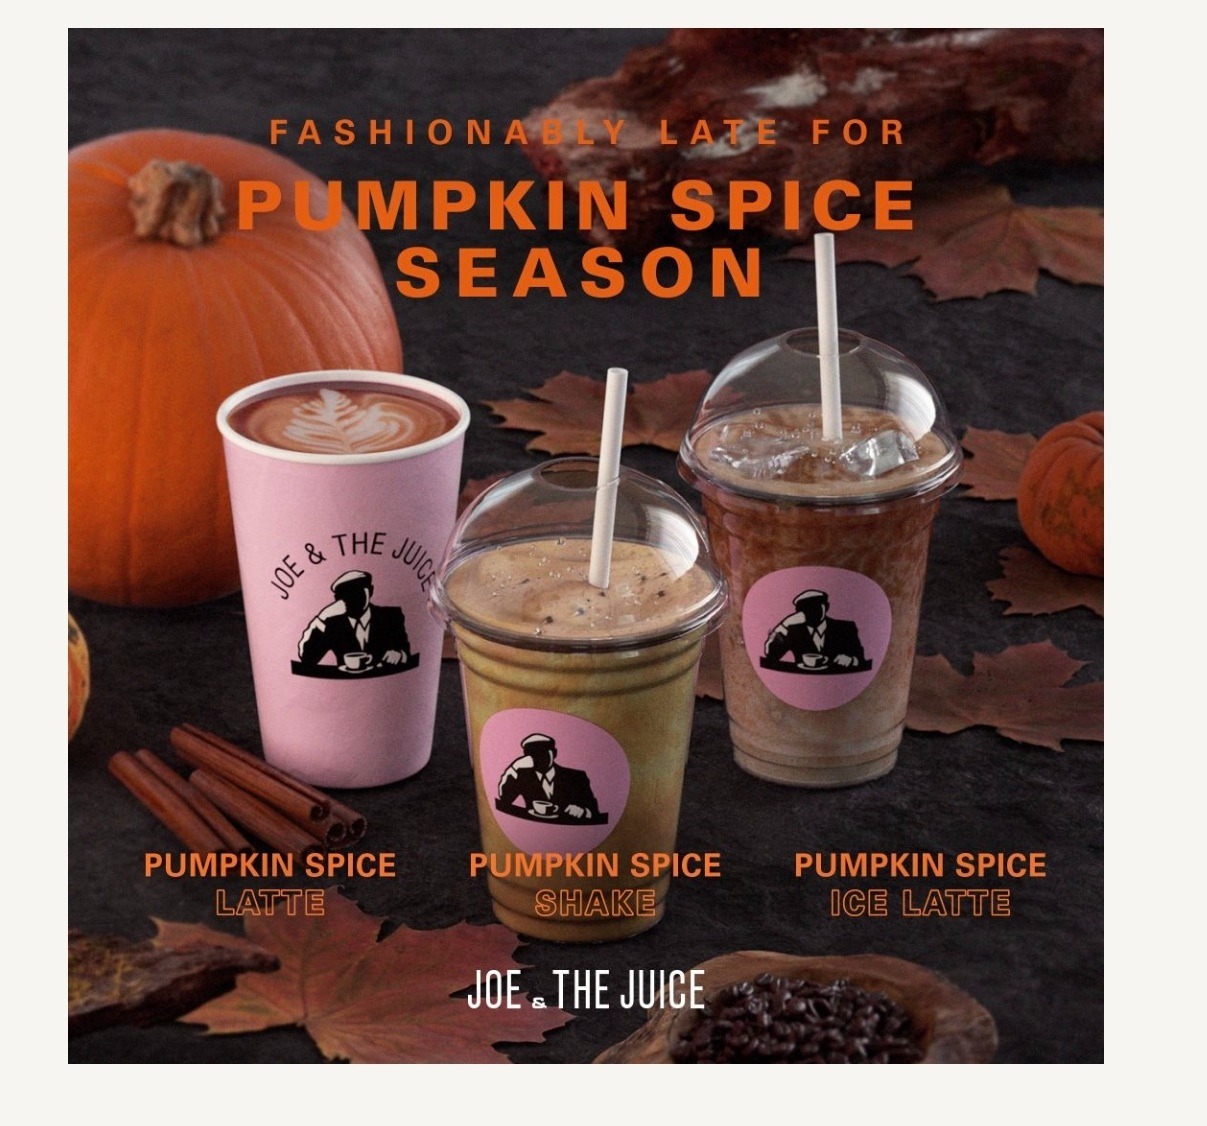 FASHIONABLY LATE FOR
PUMPKIN SPICE
SEASON
JOE & THE JUICE
PUMPKIN SPICE
LATTE
PUMPKIN SPICE
SHAKE
PUMPKIN SPICE
ICE LATTE
JOE & THE JUICE